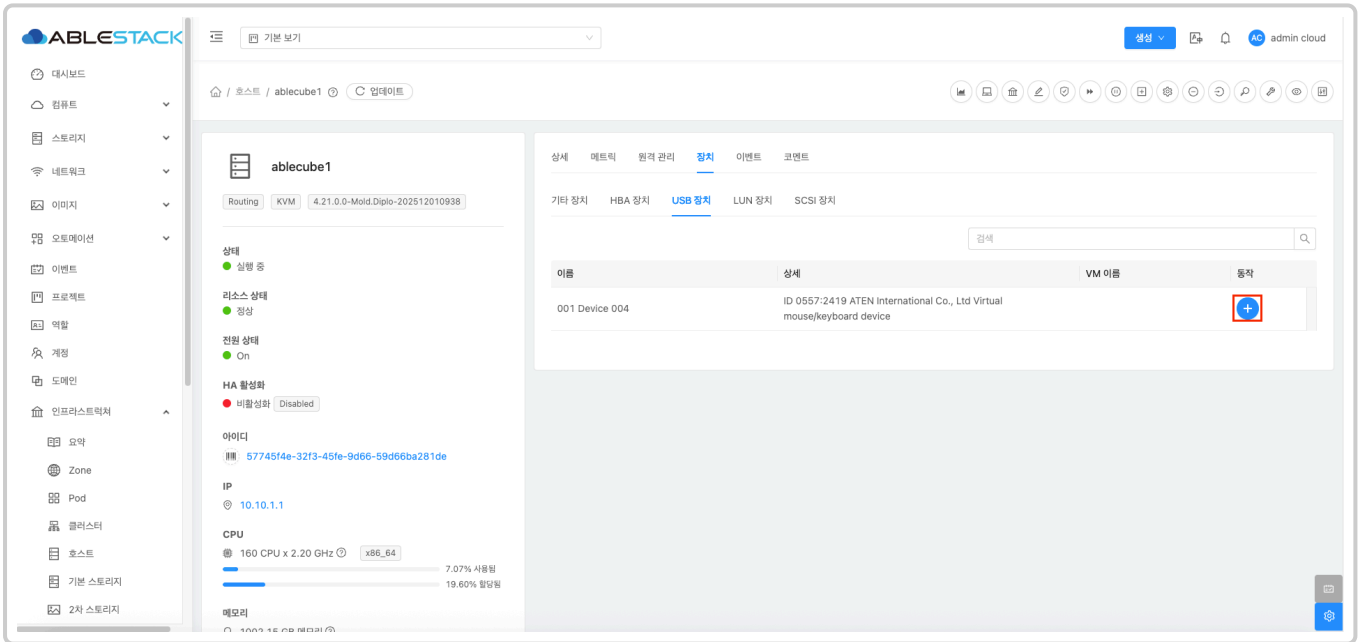 ABLESTACK
기본 보기
생성
AC admin cloud
대시보드
컴퓨트
스토리지
네트워크
이미지
오토메이션
이벤트
프로젝트
역할
계정
도메인
인프라스트럭쳐
요약
Zone
Pod
클러스터
호스트
기본 스토리지
2차 스토리지
/ 호스트 / ablecube1 업데이트
ablecube1
Routing KVM 4.21.0.0-Mold.Diplo-202512010938
상태
실행 중
리소스 상태
정상
전원 상태
On
HA 활성화
비활성화 Disabled
아이디
57745f4e-32f3-45fe-9d66-59d66ba281de
IP
10.10.1.1
CPU
160 CPU x 2.20 GHz x86_64
7.07% 사용됨
19.60% 할당됨
메모리
1002.15 GB 메모리
상세 메트릭 원격 관리 장치 이벤트 코멘트
기타 장치 HBA 장치 USB 장치 LUN 장치 SCSI 장치
검색
이름 상세 VM 이름 동작
001 Device 004 ID 0557:2419 ATEN International Co., Ltd Virtual
mouse/keyboard device